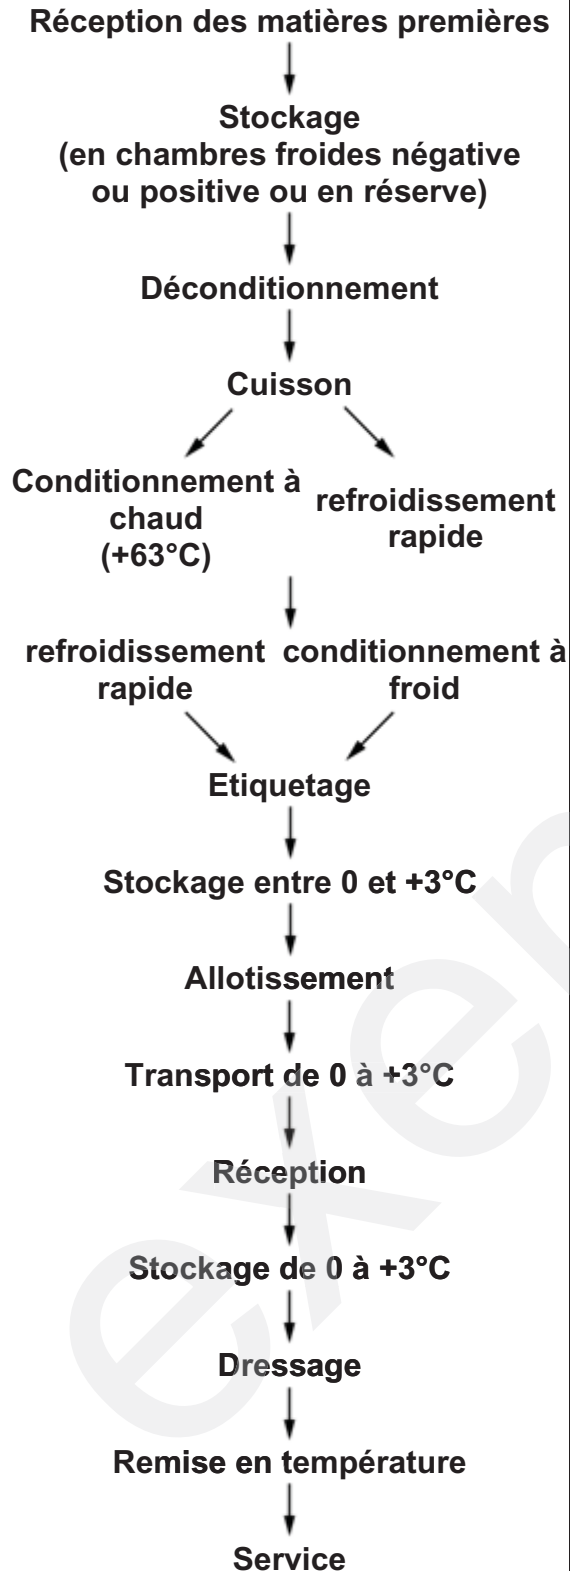 Réception des matières premières
Stockage
(en chambres froides négative
ou positive ou en réserve)
Déconditionnement
Cuisson
Conditionnement à
chaud
(+63°C)
refroidissement
rapide
refroidissement
rapide
conditionnement à
froid
Etiquetage
Stockage entre 0 et +3°C
Allotissement
Transport de 0 à +3°C
Réception
Stockage de 0 à +3°C
Dressage
Remise en température
Service
exer